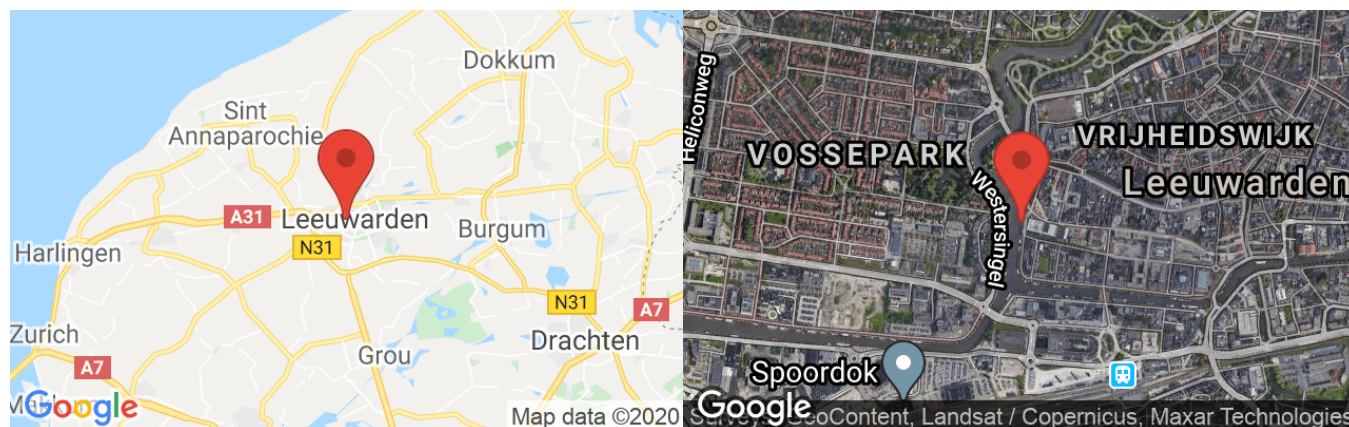 Dokkum
Sint
Annaparochie
A31
Leeuwarden
N31
Burgum
Harlingen
N31
A7
Zurich
Drachten
Grou
A7
Google
Map data ©2020
Heliconweg
VRIJHEIDSWIJK
VOSSEPARK
Leeuwarden
Westersingel
Spoordok
Google
GeoContent, Landsat / Copernicus, Maxar Technologies